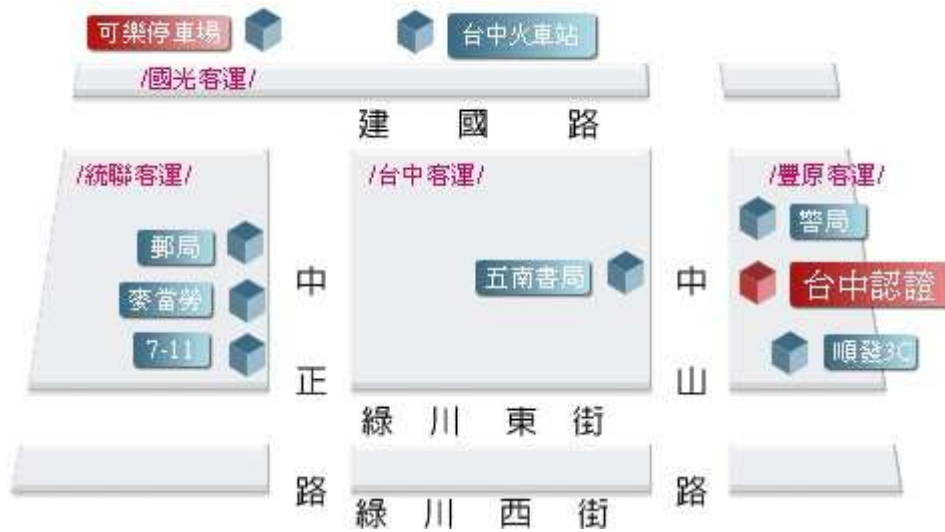 可樂停車場
台中火車站
/國光客運/
建國路
/統聯客運/
/台中客運/
/豐原客運/
郵局
麥當勞
7-11
五南書局
警局
台中認證
順發3C
中正路
中山路
綠川東街
綠川西街